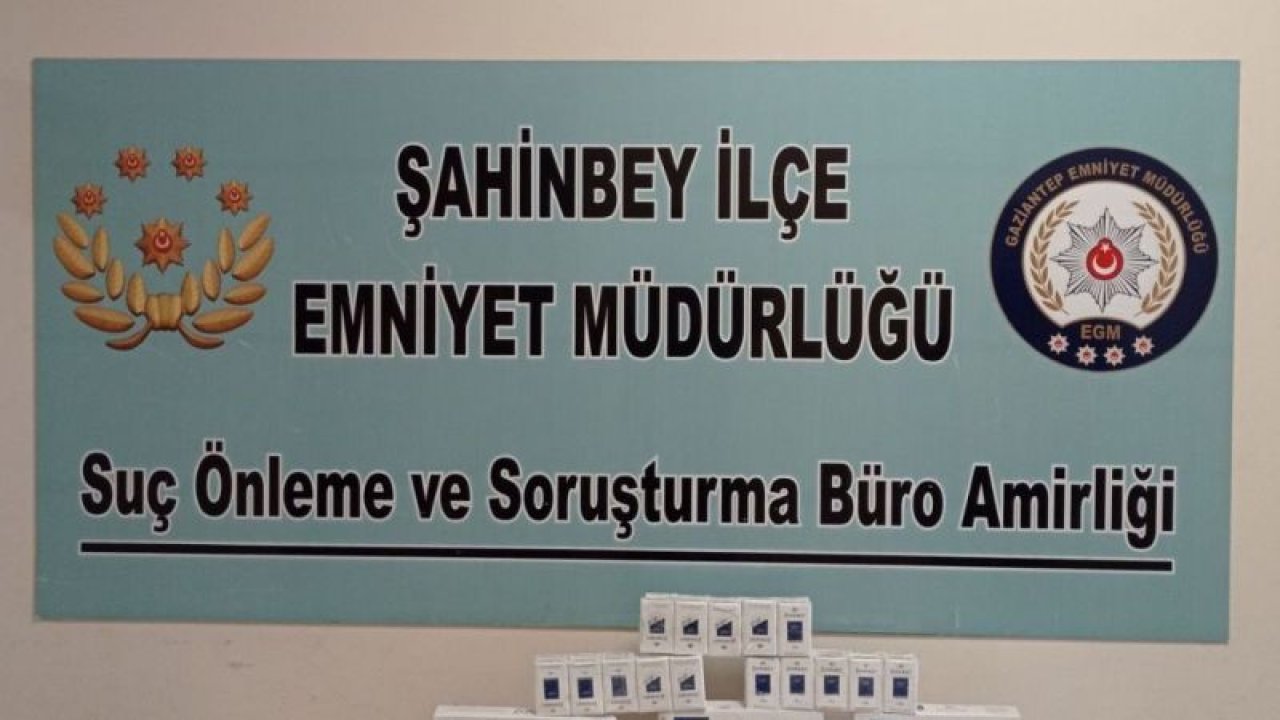 ŞAHİNBEY İLÇE
EMNİYET MÜDÜRLÜĞÜ
Suç Önleme ve Soruşturma Büro Amirliği
GAZİANTEP EMNİYET MÜDÜRLÜĞÜ
EGM